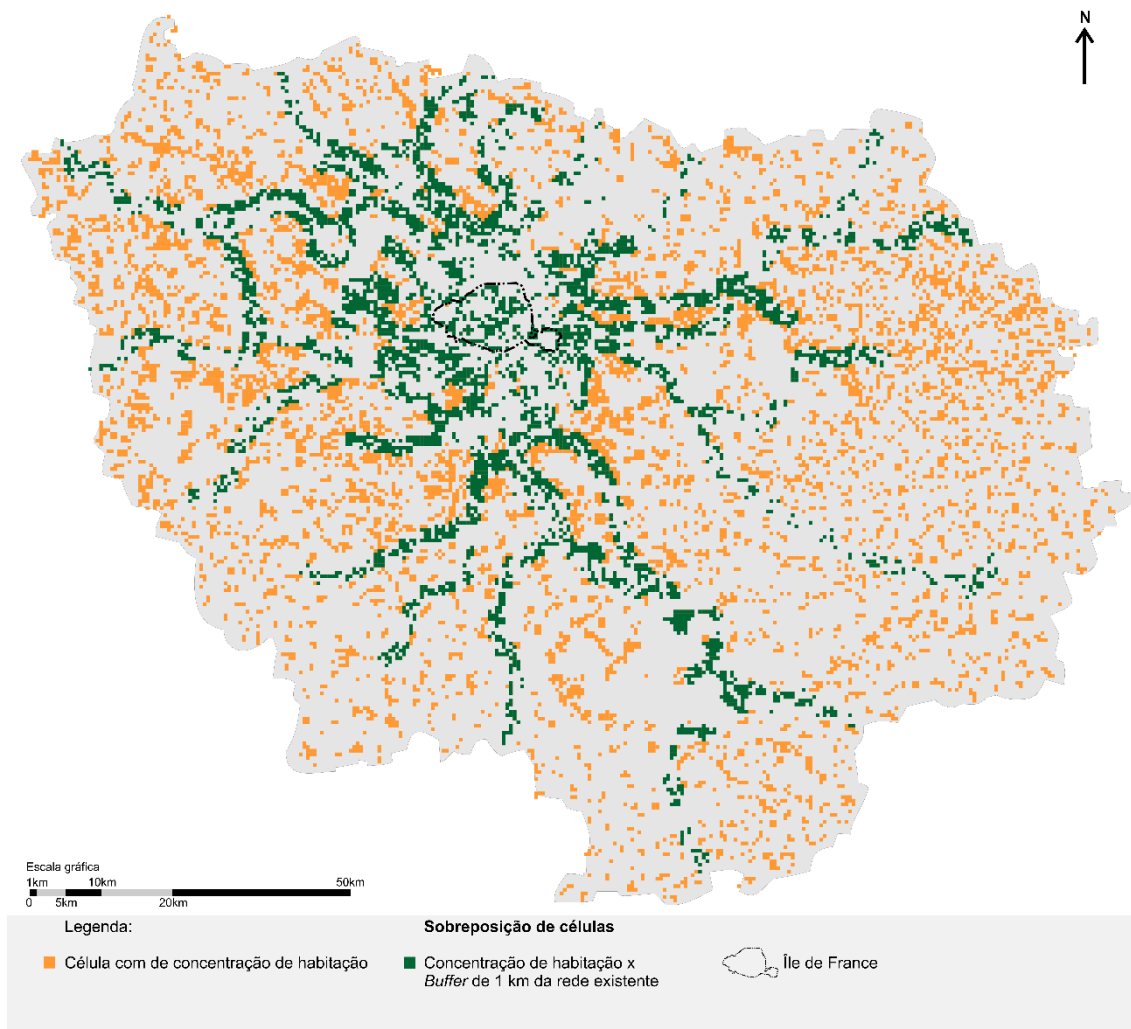 N
Escala gráfica
1km 10km 50km
0 5km 20km
Legenda:
Sobreposição de células
Célula com de concentração de habitação
Concentração de habitação x
Buffer de 1 km da rede existente
Île de France